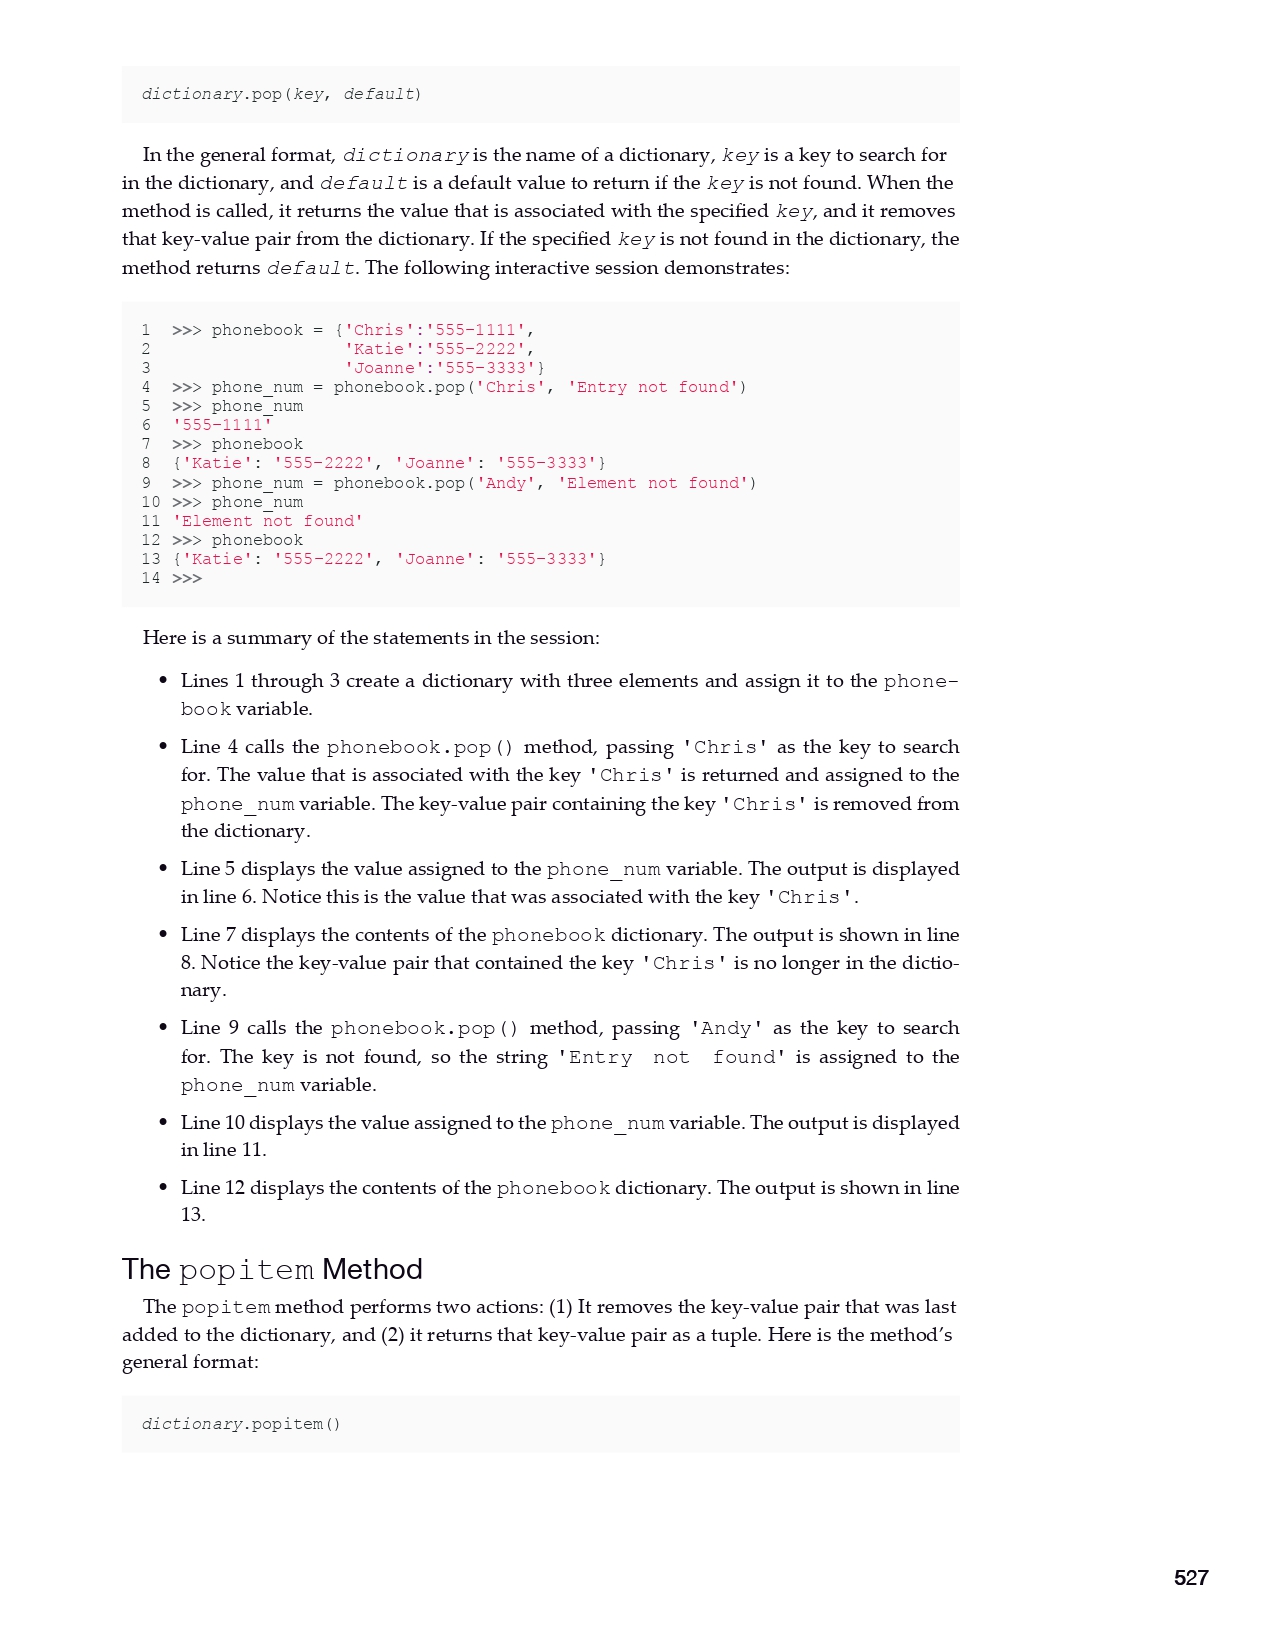 dictionary.pop(key, default)
In the general format, dictionary is the name of a dictionary, key is a key to search for
in the dictionary, and default is a default value to return if the key is not found. When the
method is called, it returns the value that is associated with the specified key, and it removes
that key-value pair from the dictionary. If the specified key is not found in the dictionary, the
method returns default. The following interactive session demonstrates:
1 >>> phonebook = {'Chris':'555-1111',
2                  'Katie':'555-2222',
3                  'Joanne':'555-3333'}
4 >>> phone_num = phonebook.pop('Chris', 'Entry not found')
5 >>> phone_num
6 '555-1111'
7 >>> phonebook
8 {'Katie': '555-2222', 'Joanne': '555-3333'}
9 >>> phone_num = phonebook.pop('Andy', 'Element not found')
10 >>> phone_num
11 'Element not found'
12 >>> phonebook
13 {'Katie': '555-2222', 'Joanne': '555-3333'}
14 >>>
Here is a summary of the statements in the session:
• Lines 1 through 3 create a dictionary with three elements and assign it to the phone-
book variable.
• Line 4 calls the phonebook.pop() method, passing 'Chris' as the key to search
for. The value that is associated with the key 'Chris' is returned and assigned to the
phone_num variable. The key-value pair containing the key 'Chris' is removed from
the dictionary.
• Line 5 displays the value assigned to the phone_num variable. The output is displayed
in line 6. Notice this is the value that was associated with the key 'Chris'.
• Line 7 displays the contents of the phonebook dictionary. The output is shown in line
8. Notice the key-value pair that contained the key 'Chris' is no longer in the dictio-
nary.
• Line 9 calls the phonebook.pop() method, passing 'Andy' as the key to search
for. The key is not found, so the string 'Entry not found' is assigned to the
phone_num variable.
• Line 10 displays the value assigned to the phone_num variable. The output is displayed
in line 11.
• Line 12 displays the contents of the phonebook dictionary. The output is shown in line
13.
The popitem Method
The popitem method performs two actions: (1) It removes the key-value pair that was last
added to the dictionary, and (2) it returns that key-value pair as a tuple. Here is the method’s
general format:
dictionary.popitem()
527